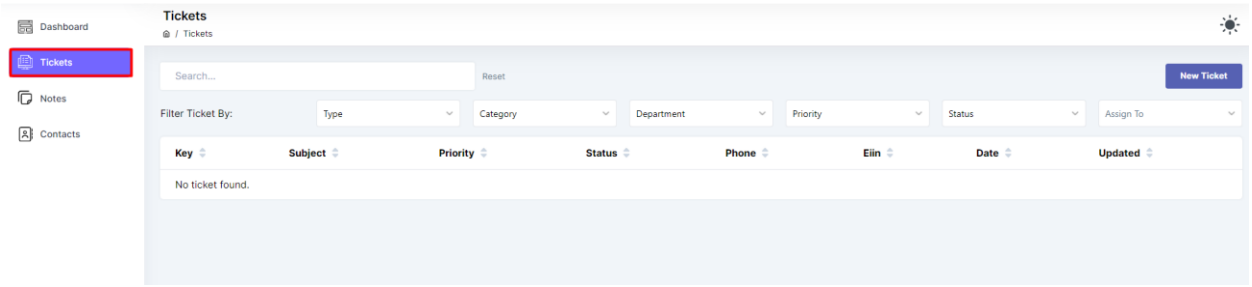 Dashboard
Tickets
Notes
Contacts
Tickets
/ Tickets
Search... Reset New Ticket
Filter Ticket By: Type Category Department Priority Status Assign To
Key Subject Priority Status Phone Eiin Date Updated
No ticket found.